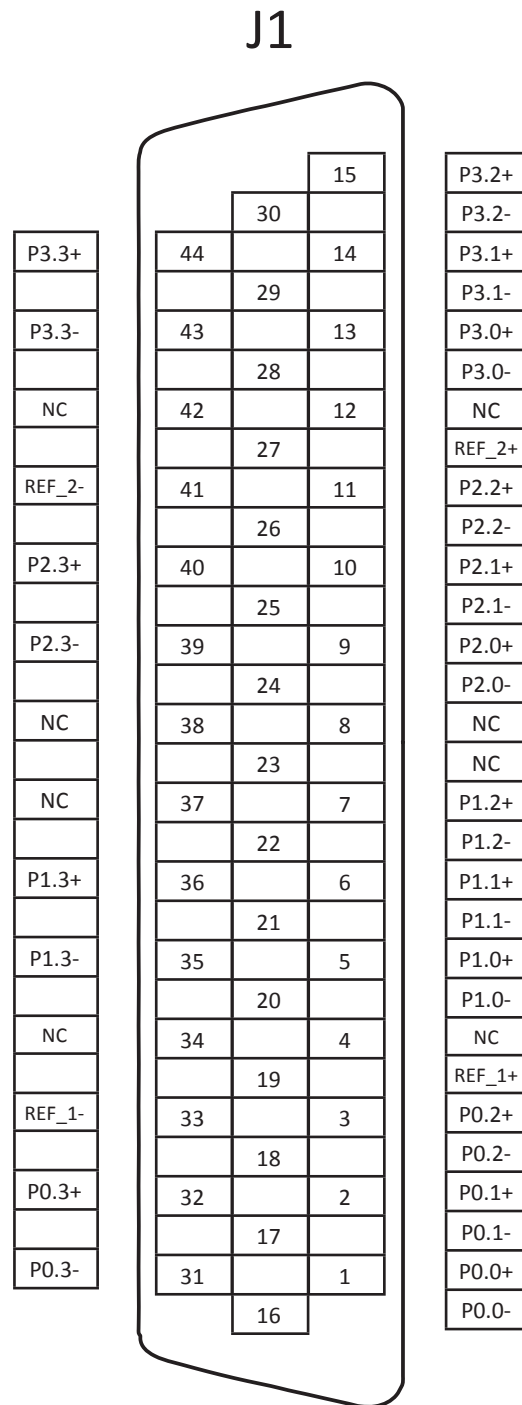 J1
15 P3.2+
30 P3.2-
P3.3+ 44 14 P3.1+
29 P3.1-
P3.3- 43 13 P3.0+
28 P3.0-
NC 42 12 NC
27 REF_2+
REF_2- 41 11 P2.2+
26 P2.2-
P2.3+ 40 10 P2.1+
25 P2.1-
P2.3- 39 9 P2.0+
24 P2.0-
NC 38 8 NC
23 NC
NC 37 7 P1.2+
22 P1.2-
P1.3+ 36 6 P1.1+
21 P1.1-
P1.3- 35 5 P1.0+
20 P1.0-
NC 34 4 NC
19 REF_1+
REF_1- 33 3 P0.2+
18 P0.2-
P0.3+ 32 2 P0.1+
17 P0.1-
P0.3- 31 1 P0.0+
16 P0.0-